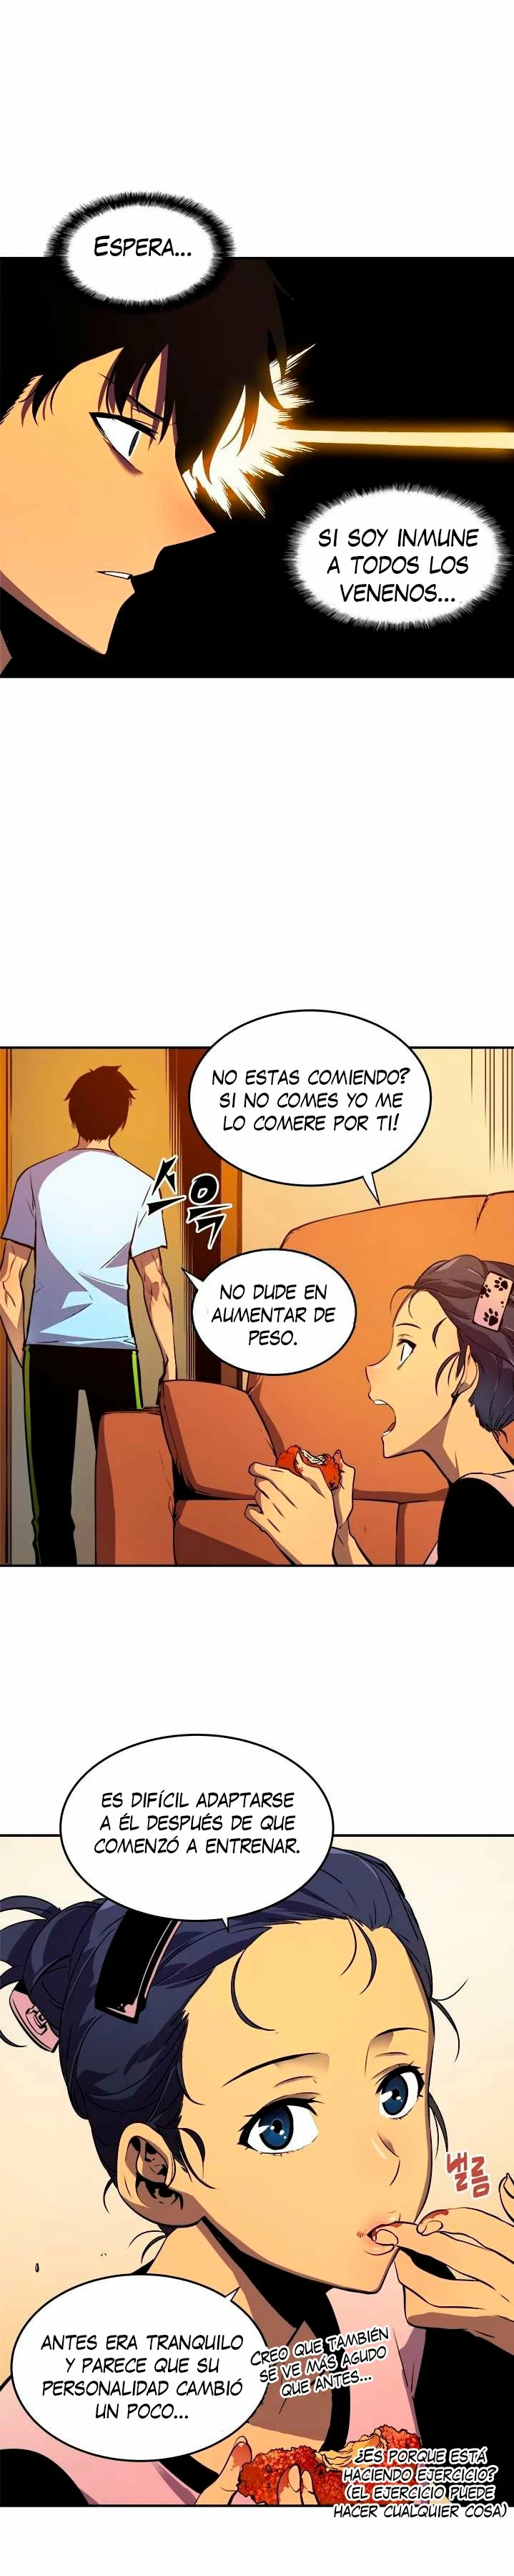 ESPERA...
SI SOY INMUNE
A TODOS LOS
VENENOS...
NO ESTAS COMIENDO?
SI NO COMES YO ME
LO COMERE POR TI!
스윽
NO DUDE EN
AUMENTAR DE
PESO.
ES DIFÍCIL ADAPTARSE
A ÉL DESPUÉS DE QUE
COMENZÓ A ENTRENAR.
낼름
ANTES ERA TRANQUILO
Y PARECE QUE SU
PERSONALIDAD CAMBIÓ
UN POCO...
CREO QUE TAMBIÉN
SE VE MÁS AGUDO
QUE ANTES...
¿ES PORQUE ESTÁ
HACIENDO EJERCICIO?
(EL EJERCICIO PUEDE
HACER CUALQUIER COSA)